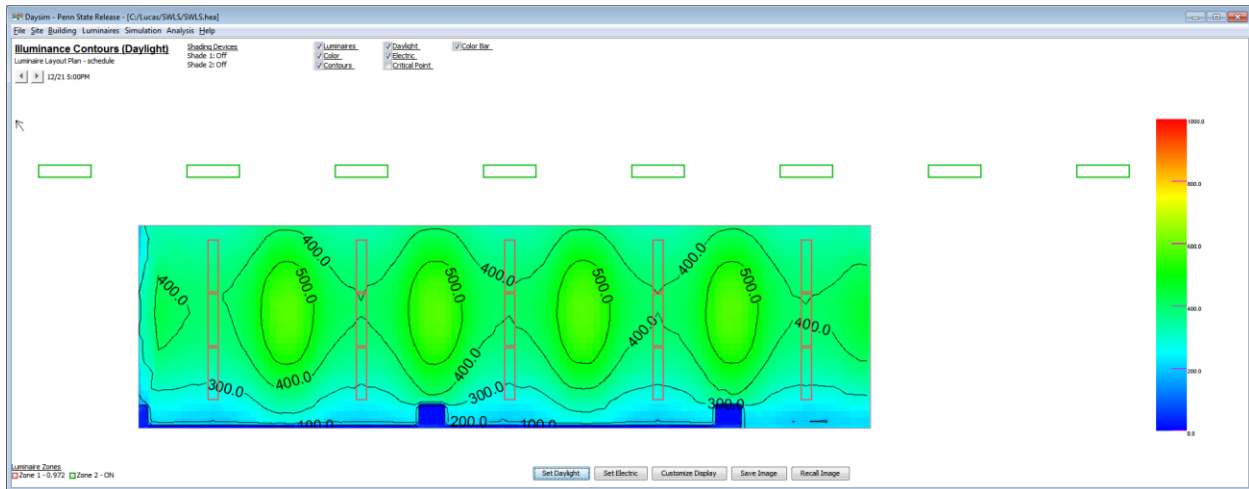 Daysim - Penn State Release - [C:/Lucas/SWLS/SWLS.hex]
File Site Building Luminaires Simulation Analysis Help
Illuminance Contours (Daylight)
Luminaire Layout Plan - schedule
12/21 5:00PM
Shading Devices
Shade 1: Off
Shade 2: Off
Luminaires
Color
Contours
Daylight
Electric
Critical Point
Color Bar
1000.0
800.0
600.0
400.0
200.0
0.0
400.0 400.0 400.0 400.0
500.0 500.0 500.0 500.0
400.0 400.0 400.0
400.0 400.0
300.0 300.0 300.0
100.0 200.0 100.0
Luminaire Zones
Zone 1 - 0.972 Zone 2 - ON
Set Daylight Set Electric Customize Display Save Image Recall Image